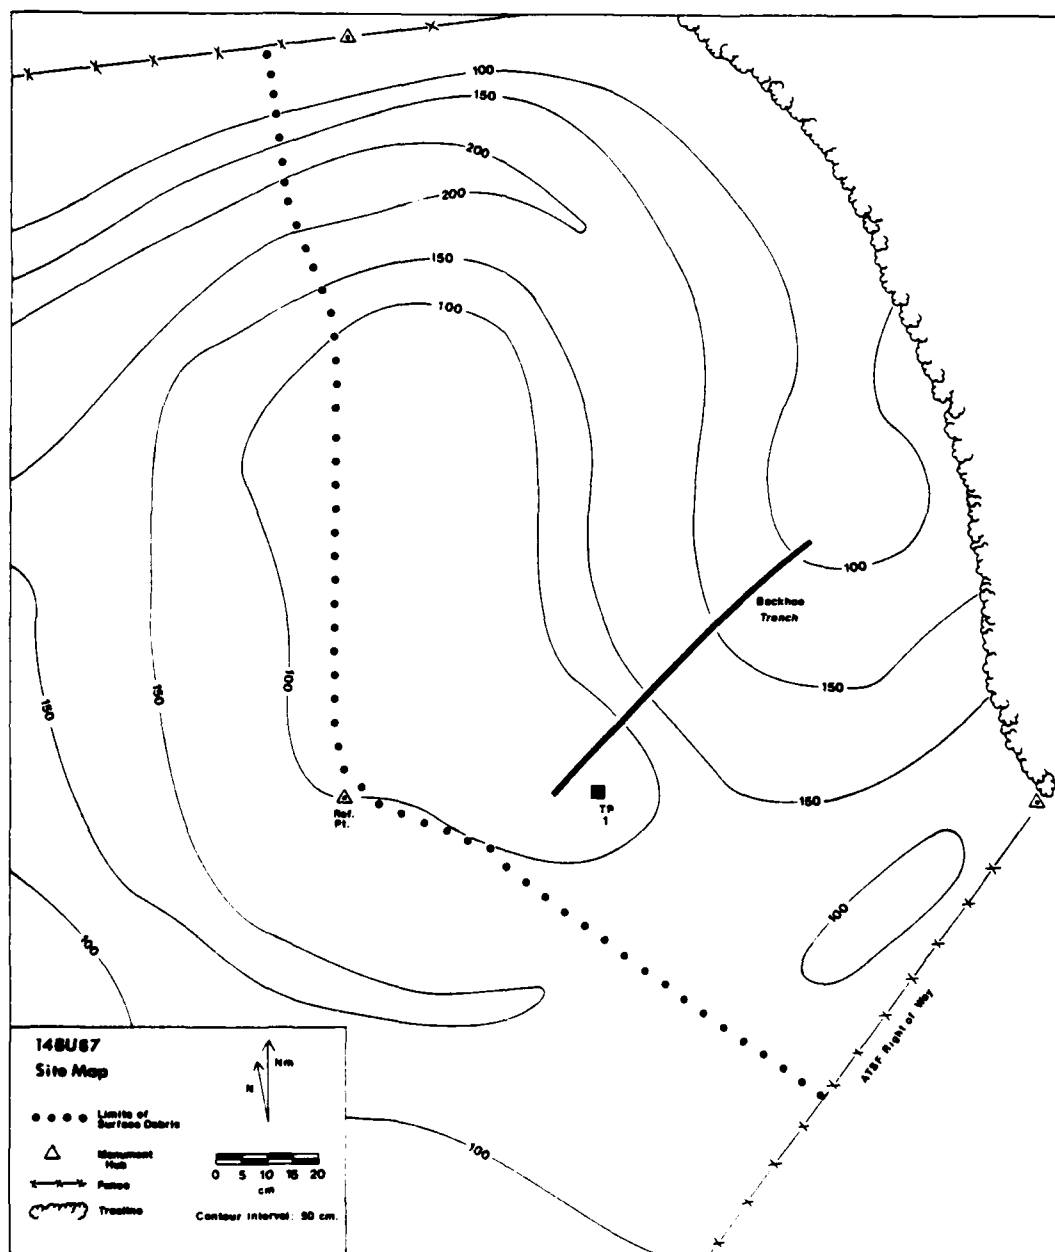 100
150
200
200
150
100
100
Backhoe
Trench
150
150
100
150
150
TP
1
Ref.
Pt.
100
100
ATSF Right of Way
100
14BU87
Site Map
Nm
N
Limits of
Surface Debris
Monument
Hub
Fence
Treeline
0 5 10 15 20
cm
Contour Interval: 50 cm.